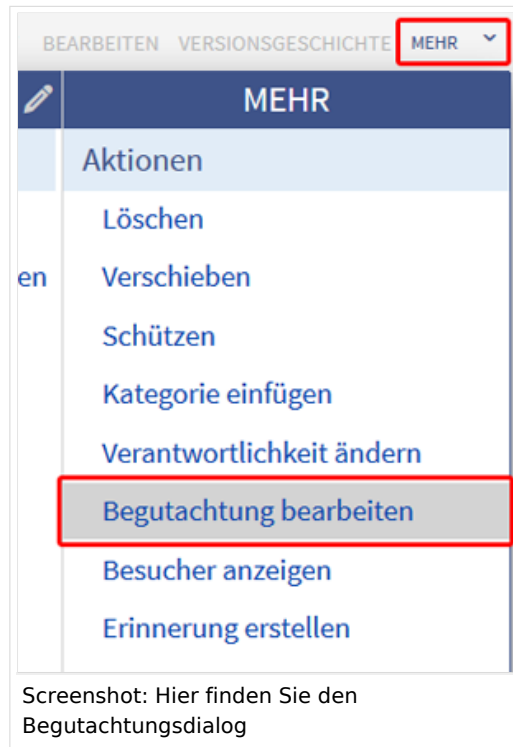 BEARBEITEN VERSIONSGESCHICHTE MEHR
MEHR
Aktionen
Löschen
en Verschieben
Schützen
Kategorie einfügen
Verantwortlichkeit ändern
Begutachtung bearbeiten
Besucher anzeigen
Erinnerung erstellen
Screenshot: Hier finden Sie den
Begutachtungsdialog